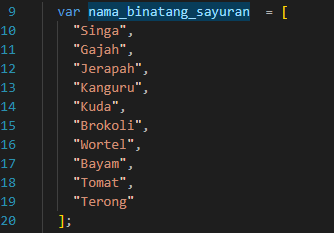 9 var nama_binatang_sayuran = [
10 "Singa",
11 "Gajah",
12 "Jerapah",
13 "Kanguru",
14 "Kuda",
15 "Brokoli",
16 "Wortel",
17 "Bayam",
18 "Tomat",
19 "Terong"
20 ];